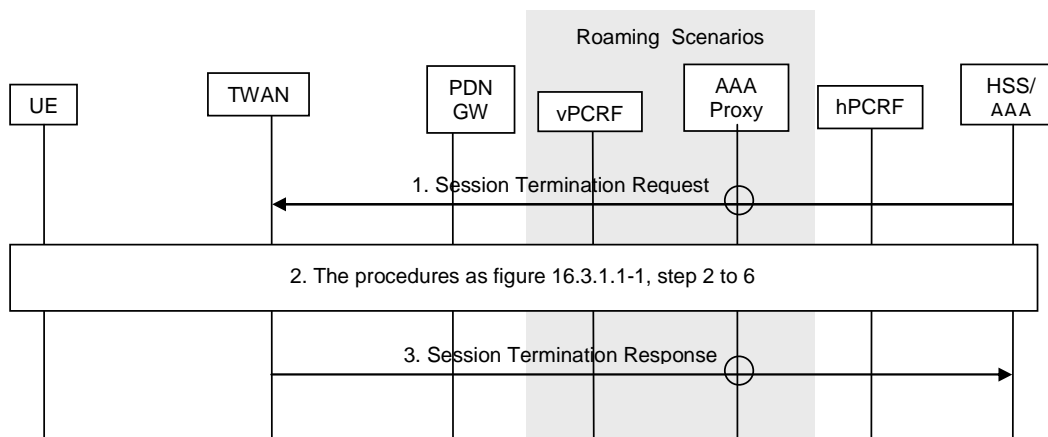 Roaming Scenarios
UE
TWAN
PDN
GW
vPCRF
AAA
Proxy
hPCRF
HSS/
AAA
1. Session Termination Request
2. The procedures as figure 16.3.1.1-1, step 2 to 6
3. Session Termination Response